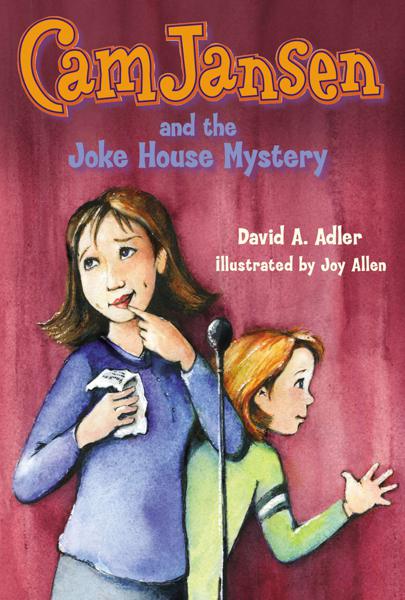 Cam Jansen
and the
Joke House Mystery
David A. Adler
illustrated by Joy Allen